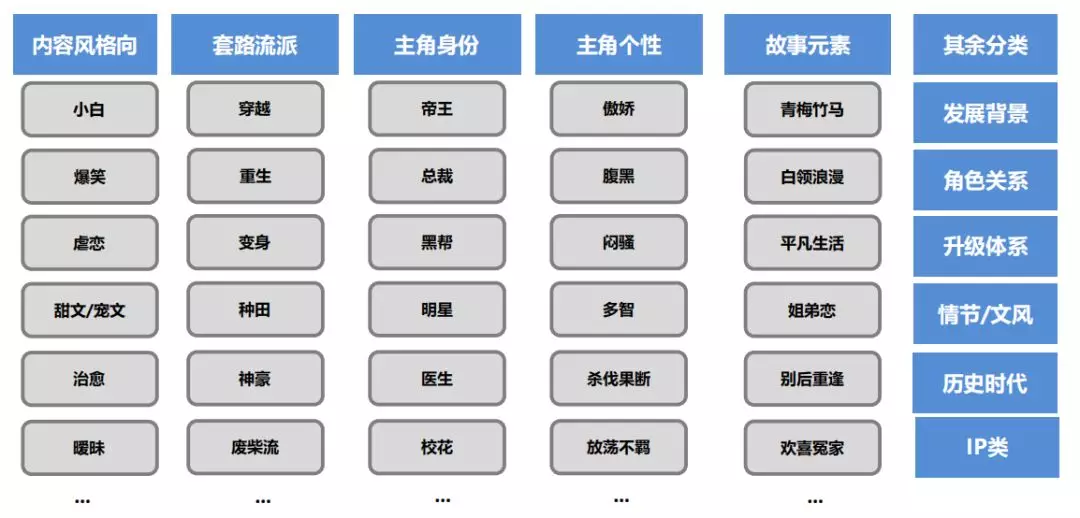 内容风格向 套路流派 主角身份 主角个性 故事元素 其余分类
小白 穿越 帝王 傲娇 青梅竹马 发展背景
爆笑 重生 总裁 腹黑 白领浪漫 角色关系
虐恋 变身 黑帮 闷骚 平凡生活 升级体系
甜文/宠文 种田 明星 多智 姐弟恋 情节/文风
治愈 神豪 医生 杀伐果断 别后重逢 历史时代
暧昧 废柴流 校花 放荡不羁 欢喜冤家 IP类
... ... ... ... ...